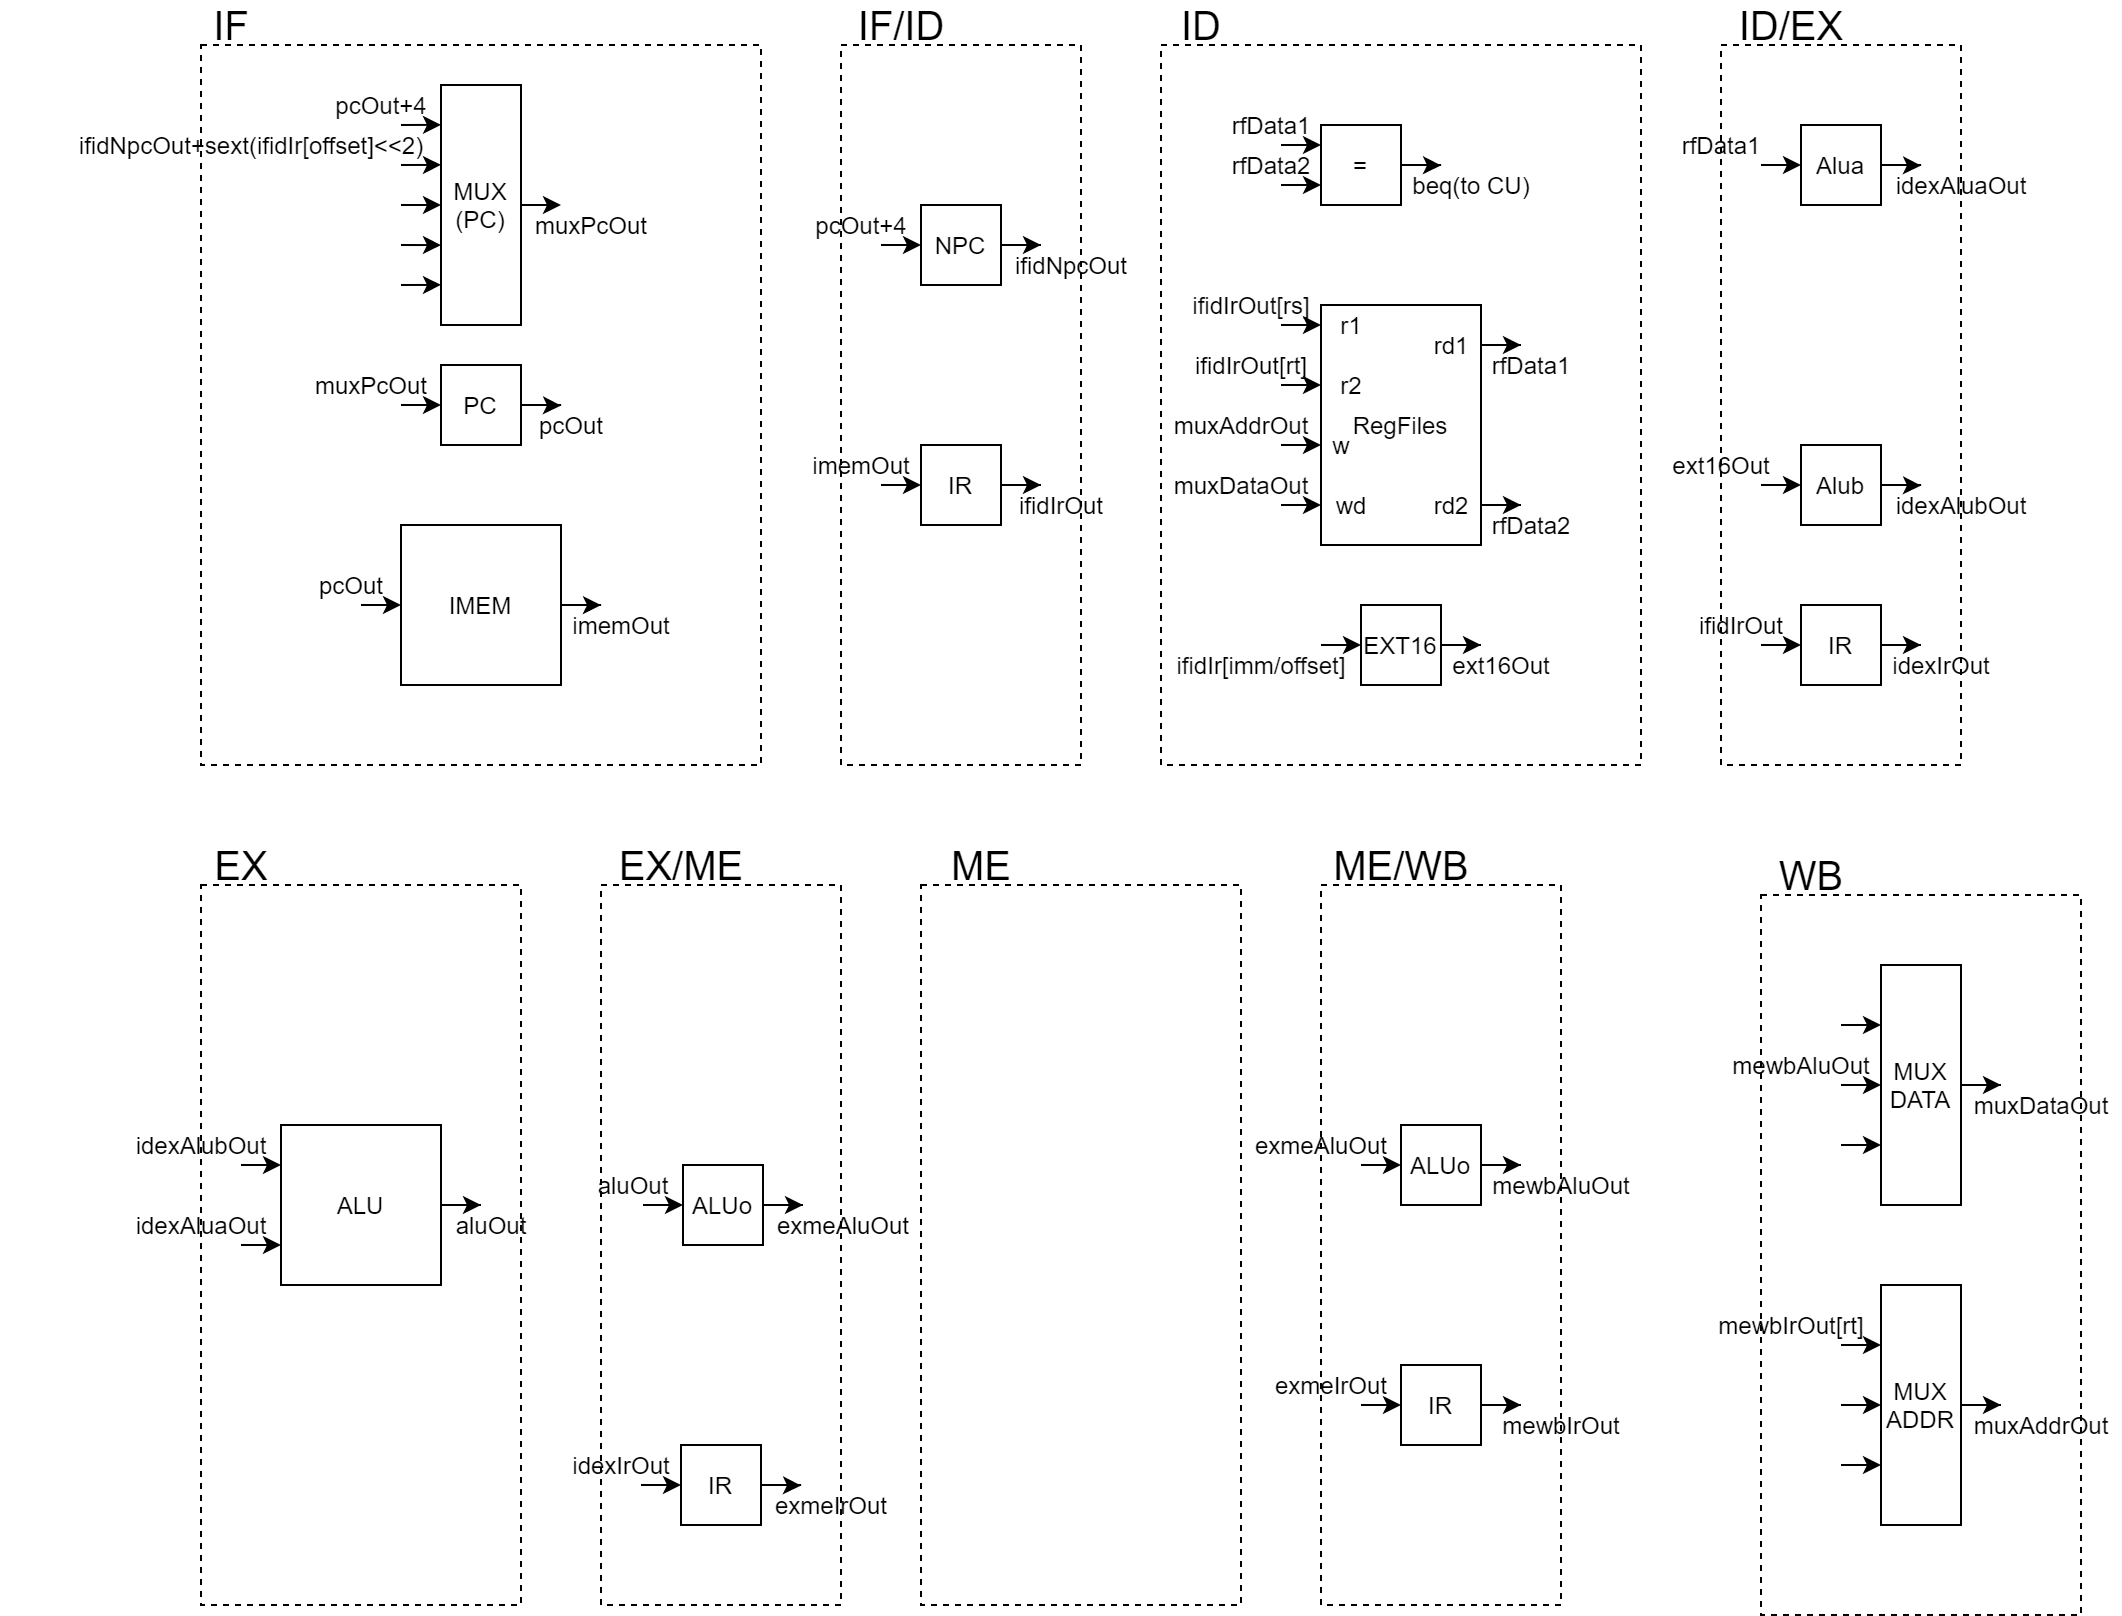 IF
pcOut+4
ifidNpcOut+sext(ifidIr[offset]<<2)
MUX
(PC)
muxPcOut
muxPcOut
PC
pcOut
pcOut
IMEM
imemOut
IF/ID
pcOut+4
NPC
ifidNpcOut
imemOut
IR
ifidIrOut
ID
rfData1
rfData2
=
beq(to CU)
ifidIrOut[rs]
r1
rd1
rfData1
ifidIrOut[rt]
r2
muxAddrOut
RegFiles
w
muxDataOut
wd
rd2
rfData2
EXT16
ifidIr[imm/offset]
ext16Out
ID/EX
rfData1
Alua
idexAluaOut
ext16Out
Alub
idexAlubOut
ifidIrOut
IR
idexIrOut
EX
idexAlubOut
ALU
idexAluaOut
aluOut
EX/ME
aluOut
ALUo
exmeAluOut
idexIrOut
IR
exmeIrOut
ME
ME/WB
exmeAluOut
ALUo
mewbAluOut
exmeIrOut
IR
mewbIrOut
WB
mewbAluOut
MUX
DATA
muxDataOut
mewbIrOut[rt]
MUX
ADDR
muxAddrOut